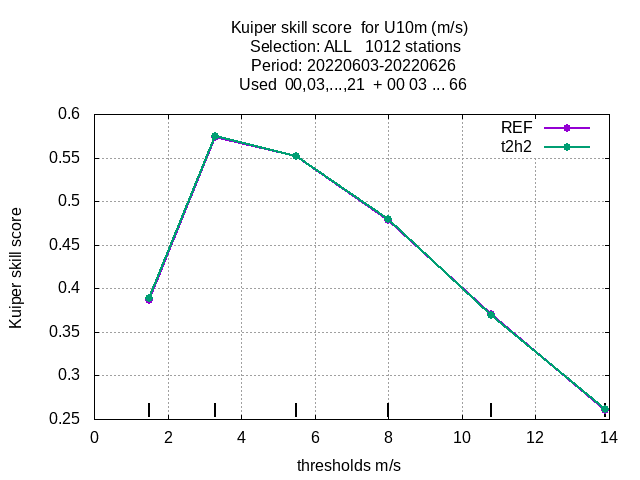 Kuiper skill score  for U10m (m/s)
Selection: ALL   1012 stations
Period: 20220603-20220626
Used  00,03,...,21  + 00 03 ... 66
REF
t2h2
0.6
0.55
0.5
0.45
0.4
0.35
0.3
0.25
Kuiper skill score
0 2 4 6 8 10 12 14
thresholds m/s